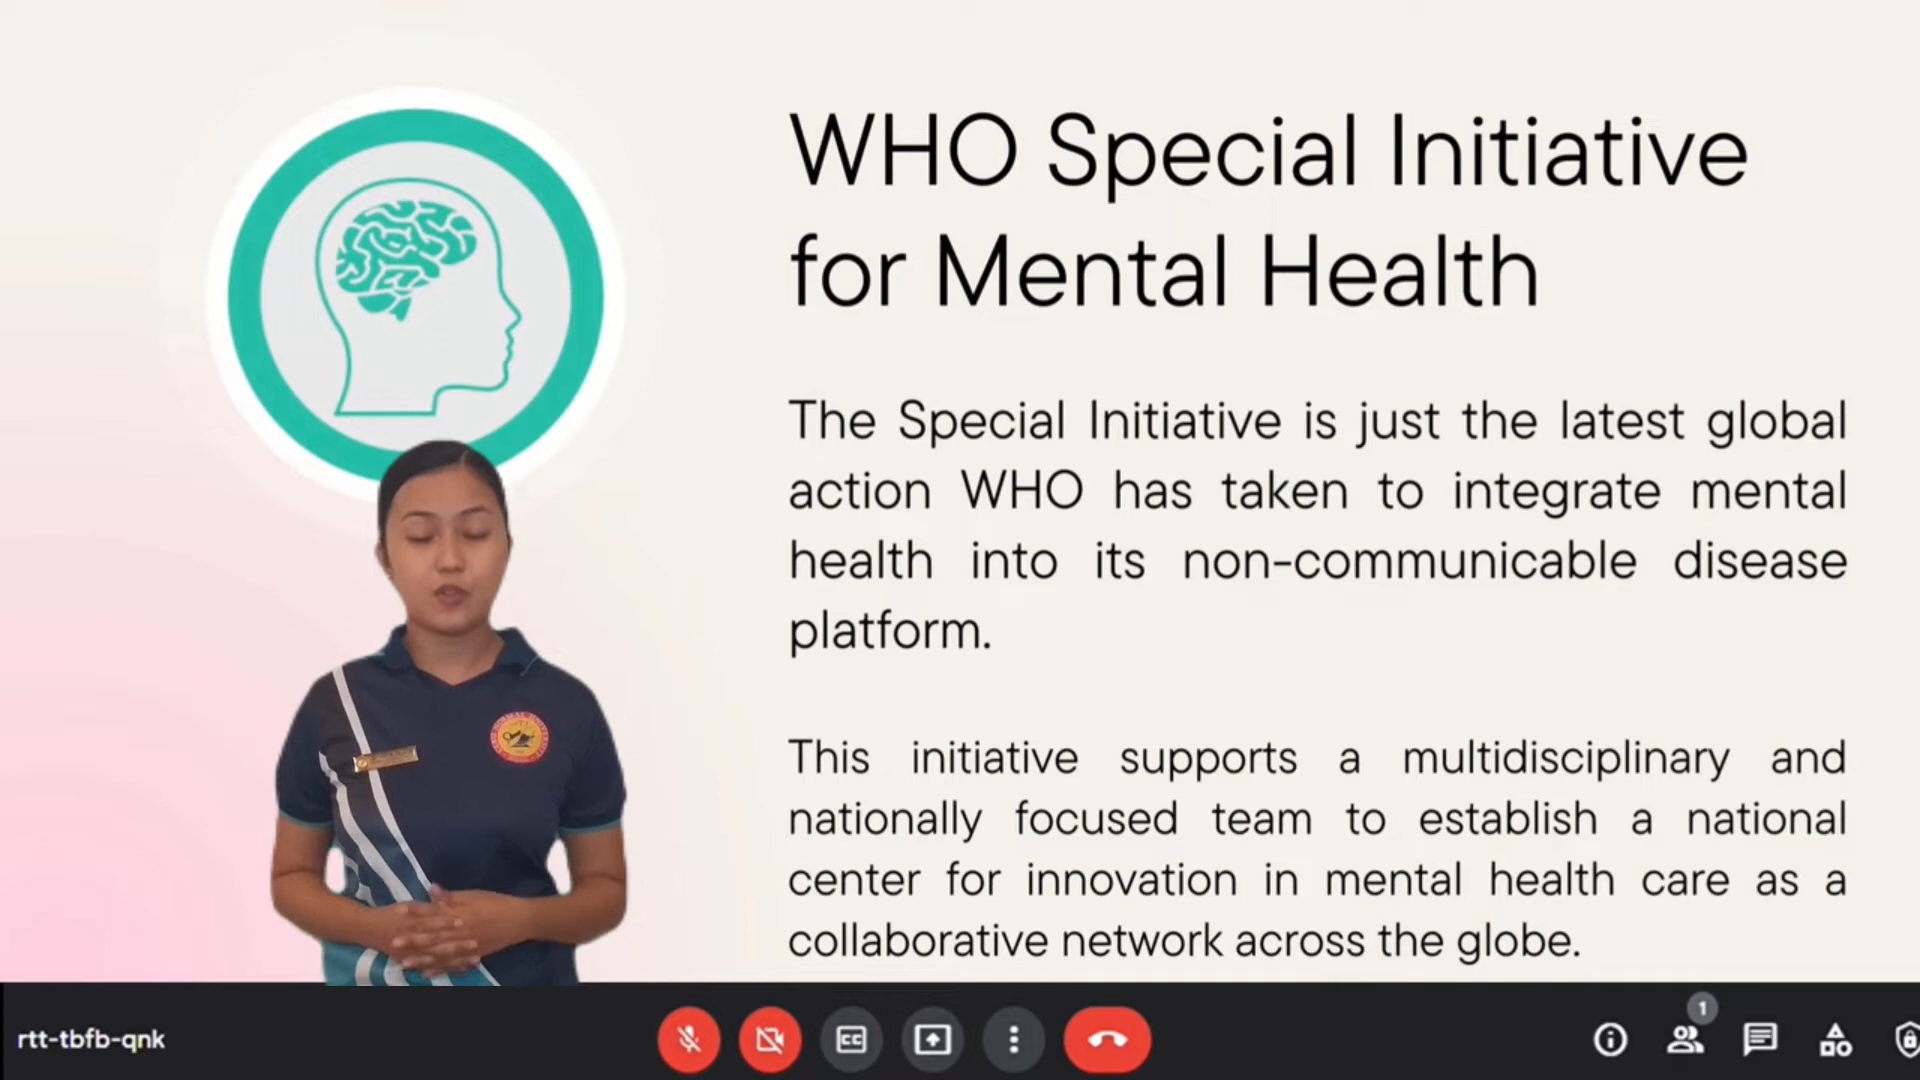 WHO Special Initiative
for Mental Health
The Special Initiative is just the latest global
action WHO has taken to integrate mental
health into its non-communicable disease
platform.
This initiative supports a multidisciplinary and
nationally focused team to establish a national
center for innovation in mental health care as a
collaborative network across the globe.
rtt-tbfb-qnk
CC
1